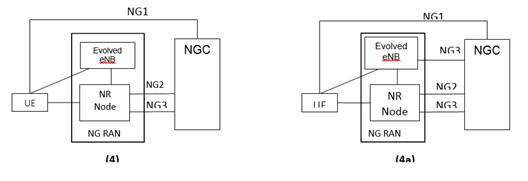 NG1
Evolved
eNB
NGC
NG2
UE
NR
Node
NG3
NG RAN
(4)
NG1
Evolved
eNB
NG3
NGC
NG2
UE
NR
Node
NG3
NG RAN
(4a)